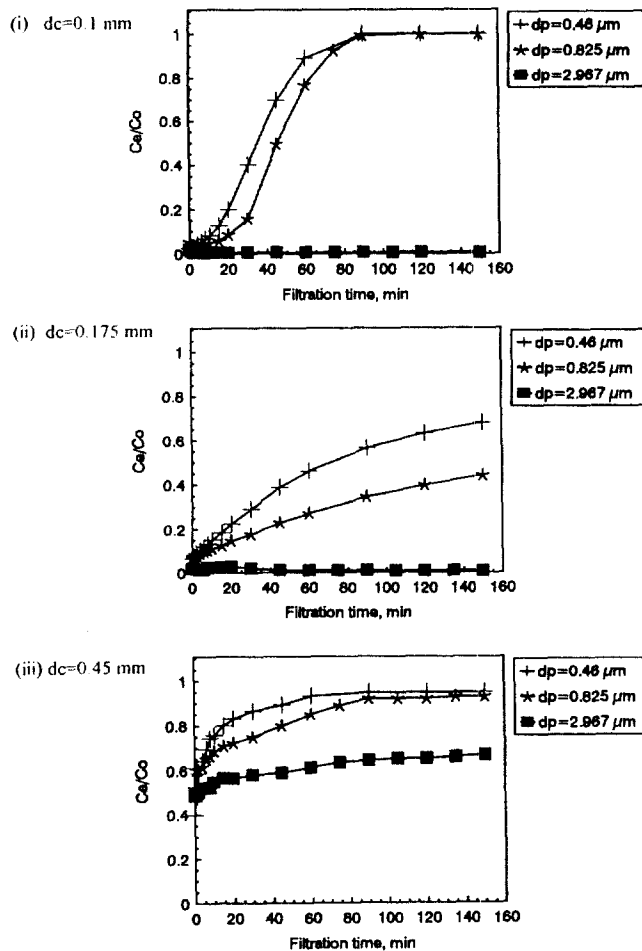 (i) dc=0.1 mm
dp=0.46 μm
dp=0.825 μm
dp=2.967 μm
Ce/Co
1
0.8
0.6
0.4
0.2
0
0 20 40 60 80 100 120 140 160
Filtration time, min
(ii) dc=0.175 mm
dp=0.46 μm
dp=0.825 μm
dp=2.967 μm
Ce/Co
1
0.8
0.6
0.4
0.2
0
0 20 40 60 80 100 120 140 160
Filtration time, min
(iii) dc=0.45 mm
dp=0.46 μm
dp=0.825 μm
dp=2.967 μm
Ce/Co
1
0.8
0.6
0.4
0.2
0
0 20 40 60 80 100 120 140 160
Filtration time, min